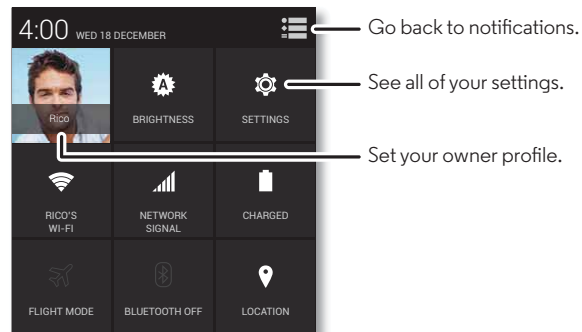 4:00 WED 18 DECEMBER
Go back to notifications.
Rico
BRIGHTNESS
SETTINGS
See all of your settings.
Set your owner profile.
RICO'S
WI-FI
NETWORK
SIGNAL
CHARGED
FLIGHT MODE
BLUETOOTH OFF
LOCATION